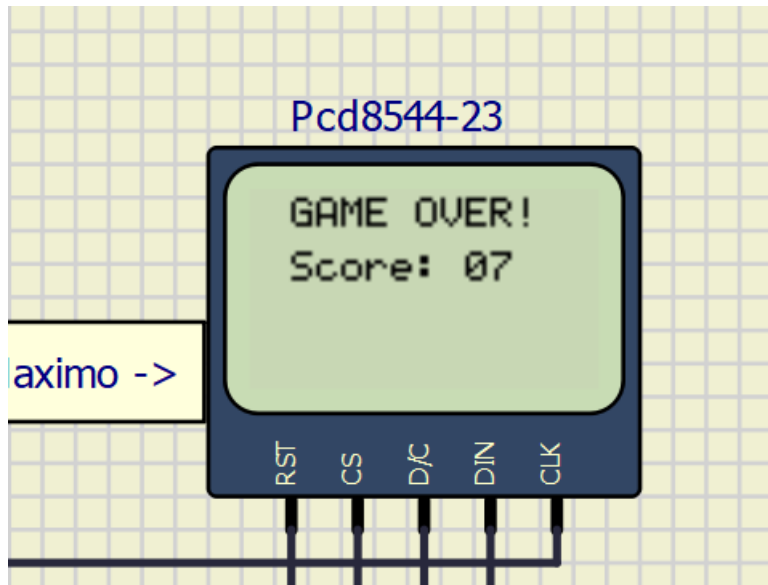 Pcd8544-23
GAME OVER!
Score: 07
->
RST
CS
D/C
DIN
CLK